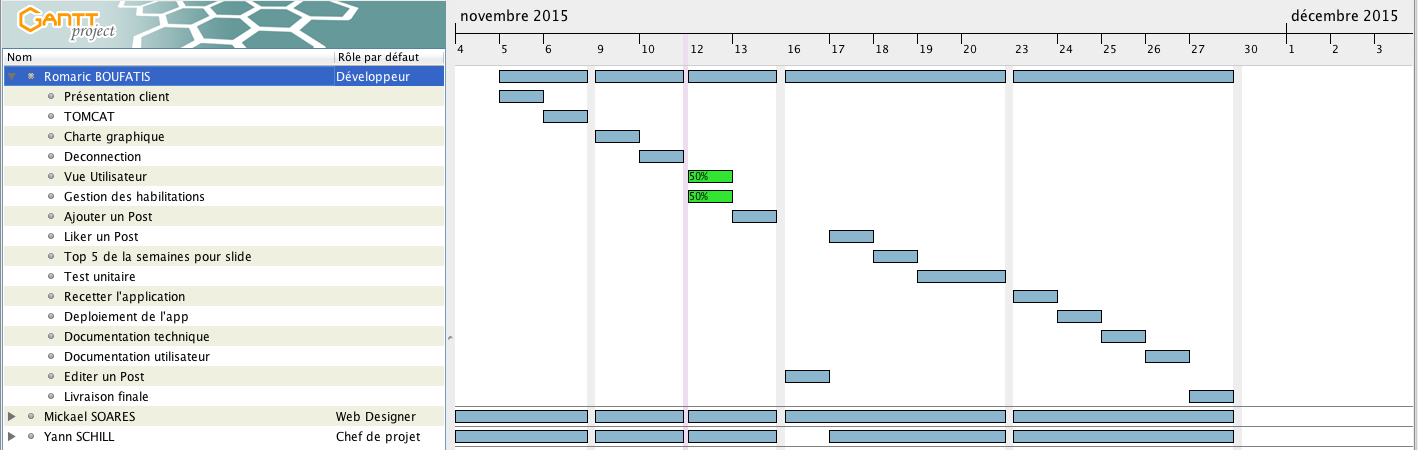 GANTT
project
novembre 2015
décembre 2015
4 5 6 9 10 12 13 16 17 18 19 20 23 24 25 26 27 30 1 2 3
Nom Rôle par défaut
Romaric BOUFATIS Développeur
Présentation client
TOMCAT
Charte graphique
Deconnection
Vue Utilisateur 50%
Gestion des habilitations 50%
Ajouter un Post
Liker un Post
Top 5 de la semaines pour slide
Test unitaire
Recetter l'application
Deploiement de l'app
Documentation technique
Documentation utilisateur
Editer un Post
Livraison finale
Mickael SOARES Web Designer
Yann SCHILL Chef de projet